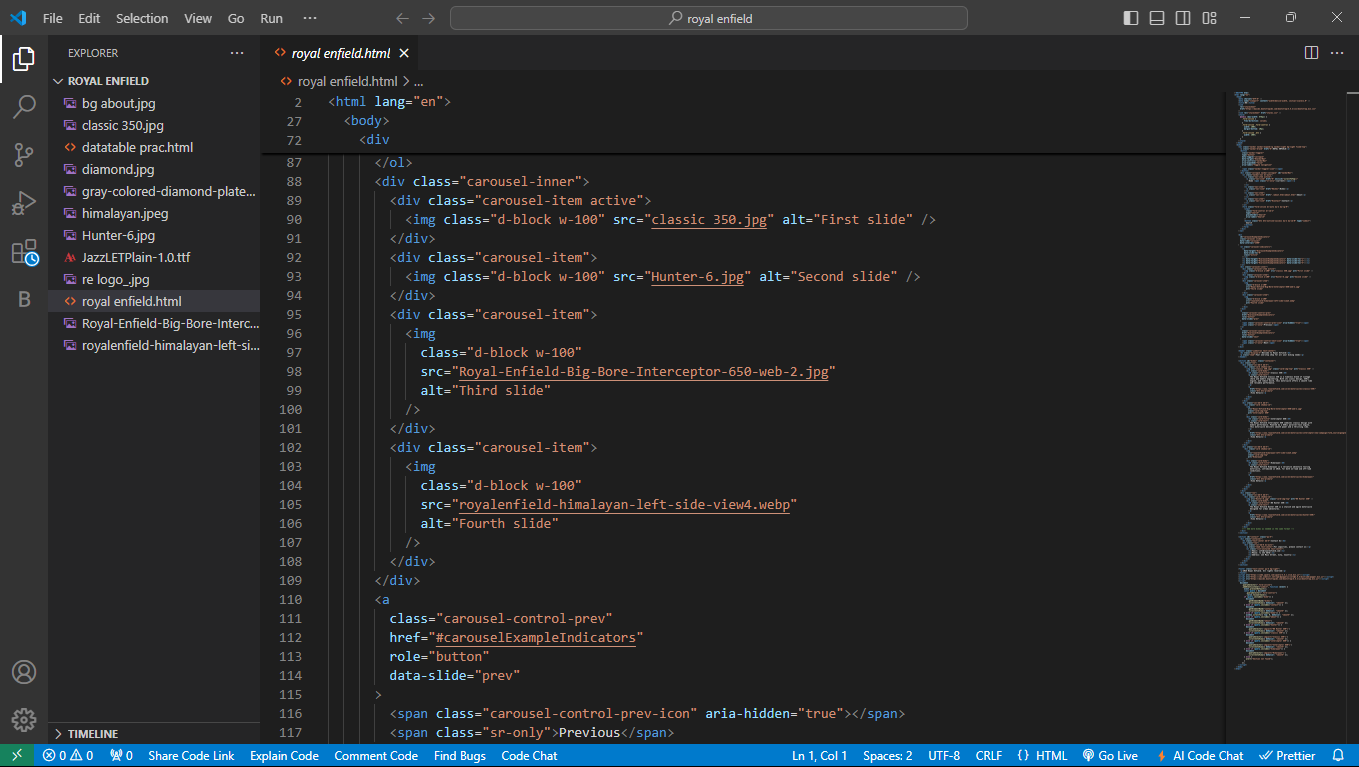 File Edit Selection View Go Run ··· royal enfield
EXPLORER ···
ROYAL ENFIELD
bg about.jpg
classic 350.jpg
datatable prac.html
diamond.jpg
gray-colored-diamond-plate...
himalayan.jpeg
Hunter-6.jpg
JazzLETPlain-1.0.ttf
re logo_.jpg
royal enfield.html
Royal-Enfield-Big-Bore-Interc...
royalenfield-himalayan-left-si...
TIMELINE
B
royal enfield.html
royal enfield.html > ...
2 <html lang="en">
27 <body>
72 <div
87 </ol>
88 <div class="carousel-inner">
89 <div class="carousel-item active">
90 <img class="d-block w-100" src="classic 350.jpg" alt="First slide" />
91 </div>
92 <div class="carousel-item">
93 <img class="d-block w-100" src="Hunter-6.jpg" alt="Second slide" />
94 </div>
95 <div class="carousel-item">
96 <img
97 class="d-block w-100"
98 src="Royal-Enfield-Big-Bore-Interceptor-650-web-2.jpg"
99 alt="Third slide"
100 />
101 </div>
102 <div class="carousel-item">
103 <img
104 class="d-block w-100"
105 src="royalenfield-himalayan-left-side-view4.webp"
106 alt="Fourth slide"
107 />
108 </div>
109 </div>
110 <a
111 class="carousel-control-prev"
112 href="#carouselExampleIndicators"
113 role="button"
114 data-slide="prev"
115 >
116 <span class="carousel-control-prev-icon" aria-hidden="true"></span>
117 <span class="sr-only">Previous</span>
0 0 0 Share Code Link Explain Code Comment Code Find Bugs Code Chat Ln 1, Col 1 Spaces: 2 UTF-8 CRLF {} HTML Go Live AI Code Chat Prettier